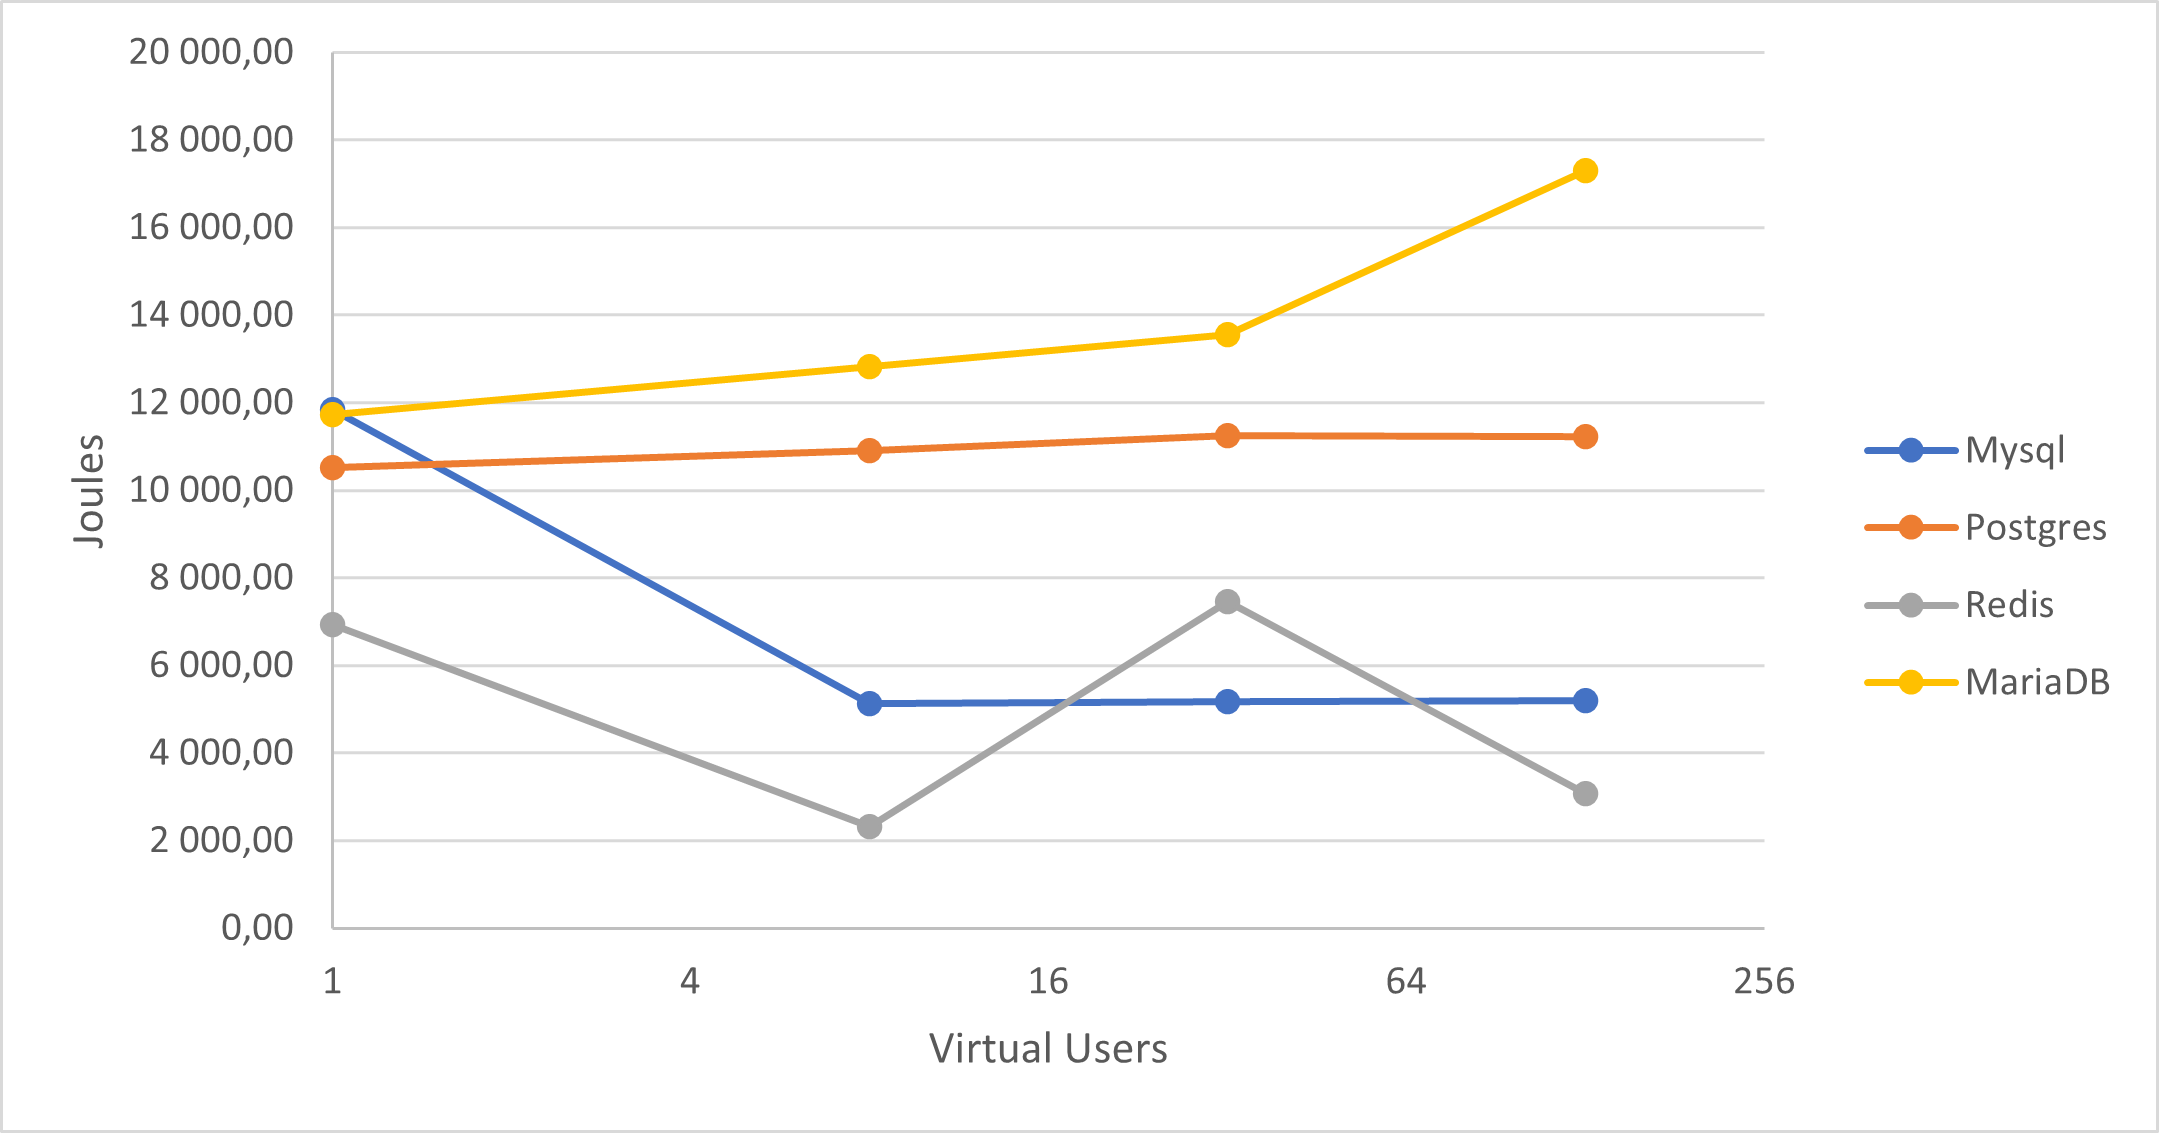 20 000,00
18 000,00
16 000,00
14 000,00
12 000,00
10 000,00
8 000,00
6 000,00
4 000,00
2 000,00
0,00
Joules
1 4 16 64 256
Virtual Users
Mysql
Postgres
Redis
MariaDB